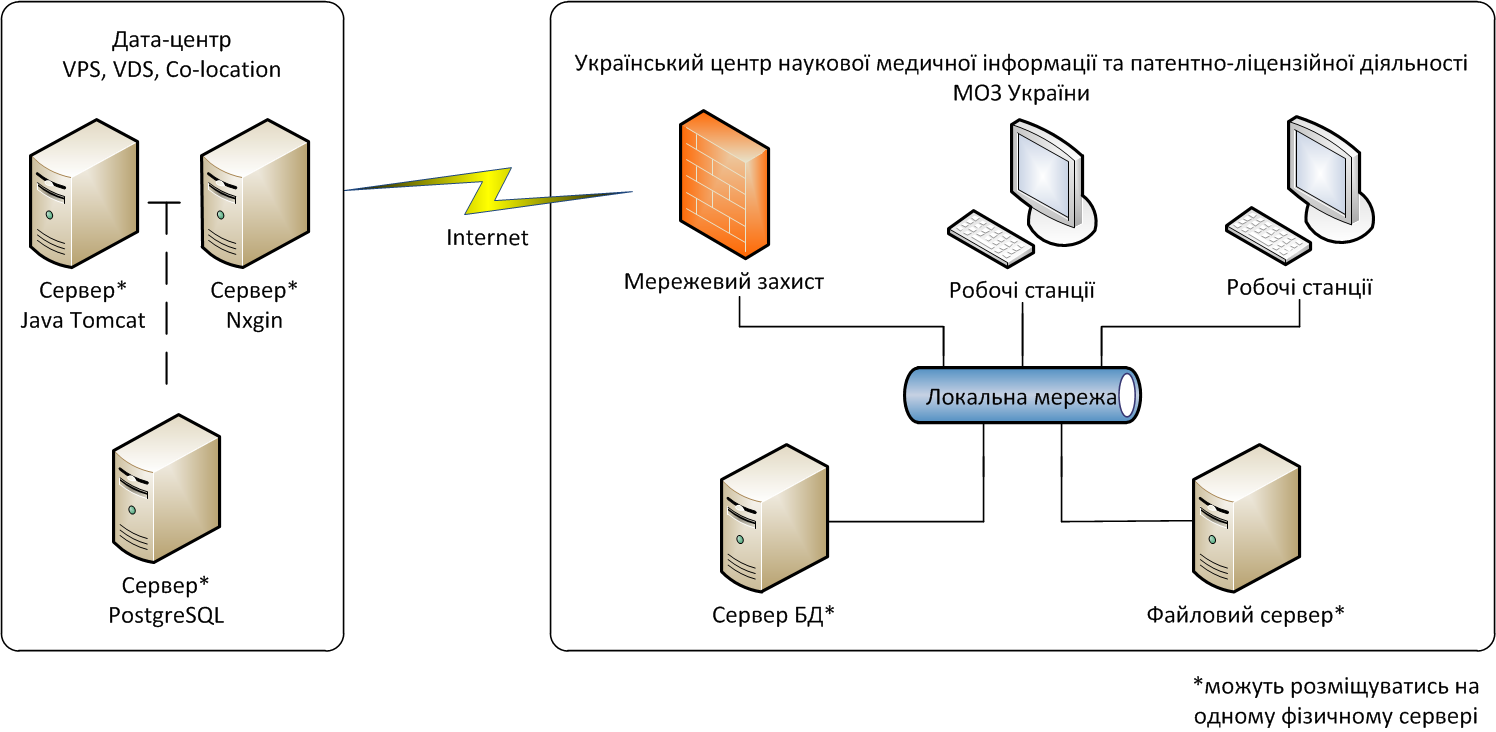 Дата-центр
VPS, VDS, Co-location
Сервер*
Java Tomcat
Сервер*
Nxgin
Сервер*
PostgreSQL
Internet
Український центр наукової медичної інформації та патентно-ліцензійної діяльності
МОЗ України
Мережевий захист
Робочі станції
Робочі станції
Локальна мережа
Сервер БД*
Файловий сервер*
*можуть розміщуватись на
одному фізичному сервері